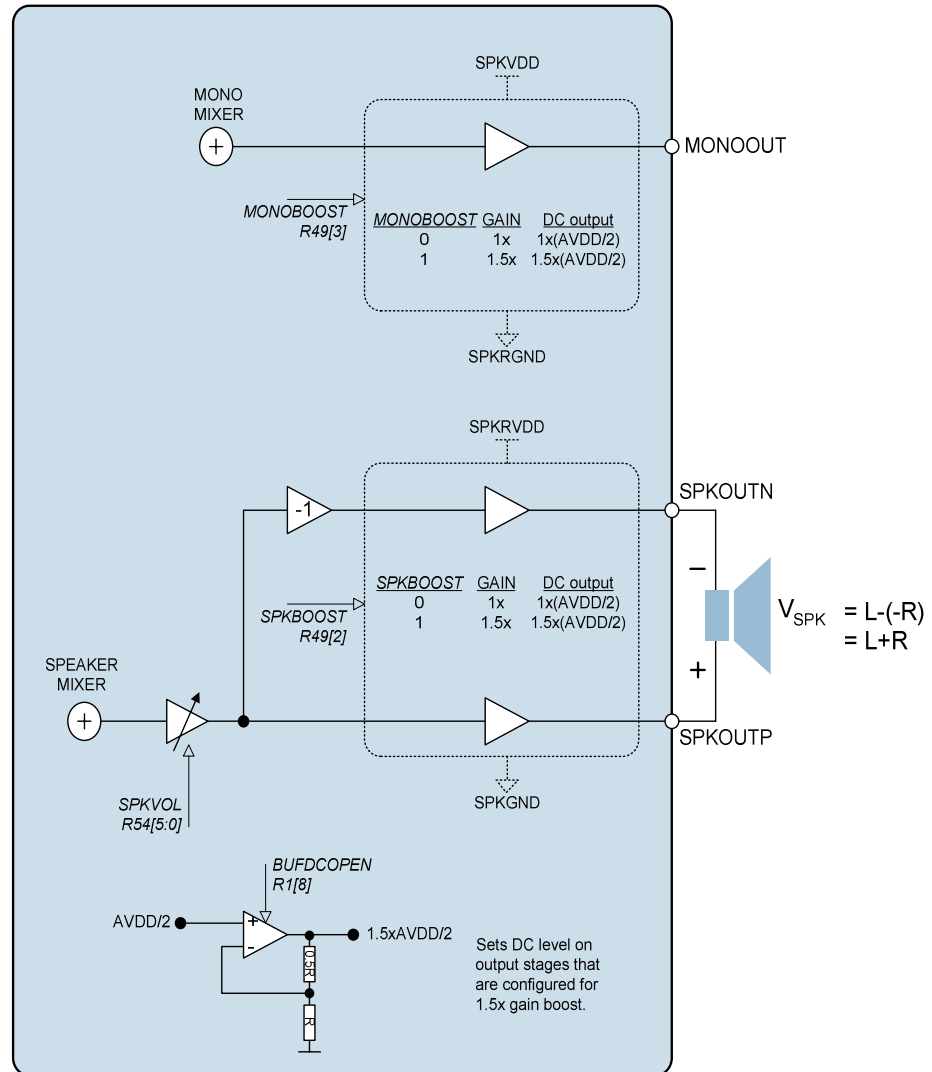 SPKVDD
MONO
MIXER
+
MONOOUT
MONOBOOST
R49[3]
MONOBOOST GAIN DC output
0 1x 1x(AVDD/2)
1 1.5x 1.5x(AVDD/2)
SPKRGND
SPKRVDD
SPKOUTN
-1
SPKBOOST
R49[2]
SPKBOOST GAIN DC output
0 1x 1x(AVDD/2)
1 1.5x 1.5x(AVDD/2)
–
+
VSPK = L-(-R)
= L+R
SPEAKER
MIXER
+
SPKOUTP
SPKGND
SPKVOL
R54[5:0]
BUFDCOPEN
R1[8]
AVDD/2
+
-
1.5xAVDD/2
0.5R
R
Sets DC level on
output stages that
are configured for
1.5x gain boost.